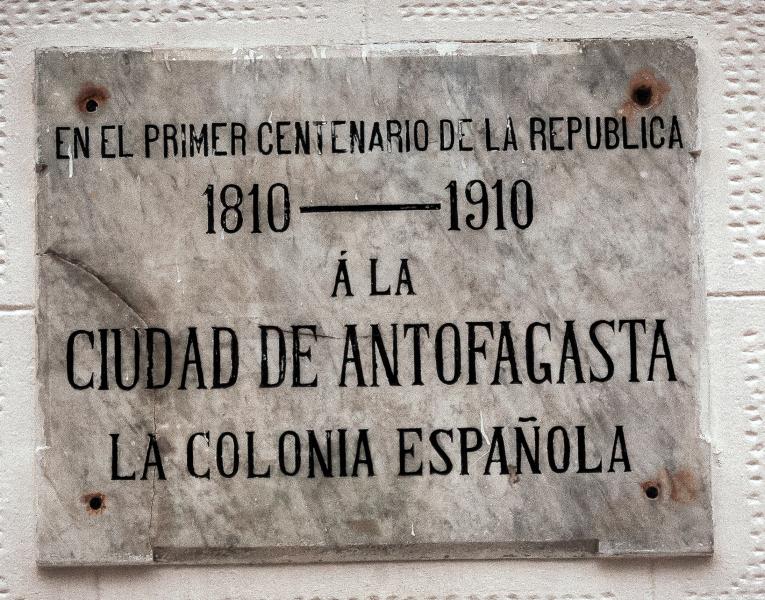 EN EL PRIMER CENTENARIO DE LA REPUBLICA
1810 — 1910
Á LA
CIUDAD DE ANTOFAGASTA
LA COLONIA ESPAÑOLA